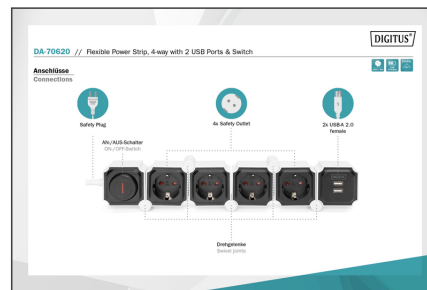 DIGITUS®
DA-70620 // Flexible Power Strip, 4-way with 2 USB Ports & Switch
Anschlüsse
Connections
Safety Plug
4x Safety Outlet
2x USB-A 2.0
female
AN-/AUS-Schalter
ON-/OFF-Switch
Drehgelenke
Swivel joints